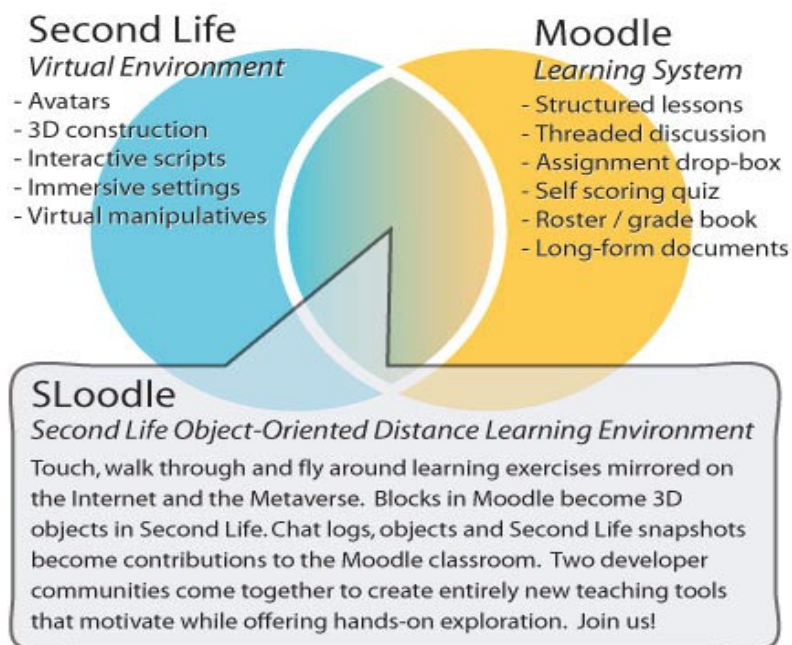 Second Life
Virtual Environment
- Avatars
- 3D construction
- Interactive scripts
- Immersive settings
- Virtual manipulatives
Moodle
Learning System
- Structured lessons
- Threaded discussion
- Assignment drop-box
- Self scoring quiz
- Roster / grade book
- Long-form documents
SLoodle
Second Life Object-Oriented Distance Learning Environment
Touch, walk through and fly around learning exercises mirrored on
the Internet and the Metaverse. Blocks in Moodle become 3D
objects in Second Life. Chat logs, objects and Second Life snapshots
become contributions to the Moodle classroom. Two developer
communities come together to create entirely new teaching tools
that motivate while offering hands-on exploration. Join us!